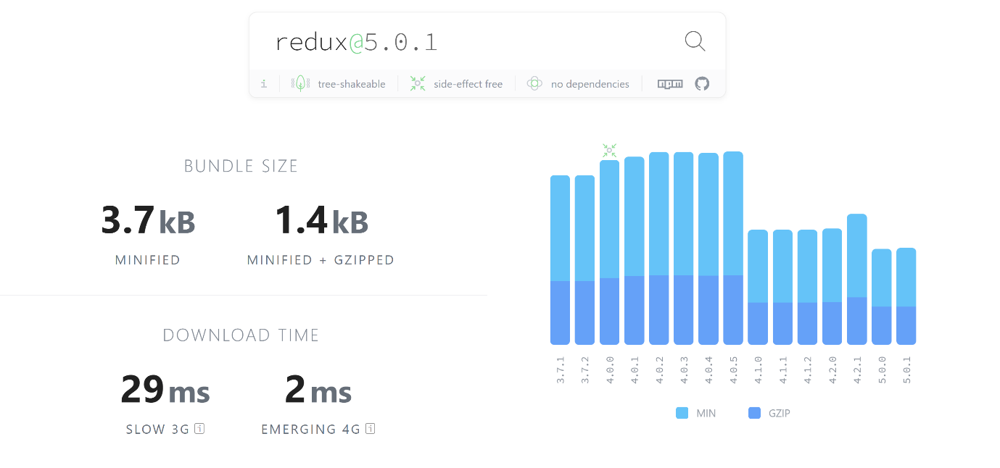 redux@5.0.1
i tree-shakeable side-effect free no dependencies npm
BUNDLE SIZE
3.7 kB 1.4 kB
MINIFIED MINIFIED + GZIPPED
DOWNLOAD TIME
29 ms 2 ms
SLOW 3G i EMERGING 4G i
3.7.1 3.7.2 4.0.0 4.0.1 4.0.2 4.0.3 4.0.4 4.0.5 4.1.0 4.1.1 4.1.2 4.2.0 4.2.1 5.0.0 5.0.1
MIN GZIP